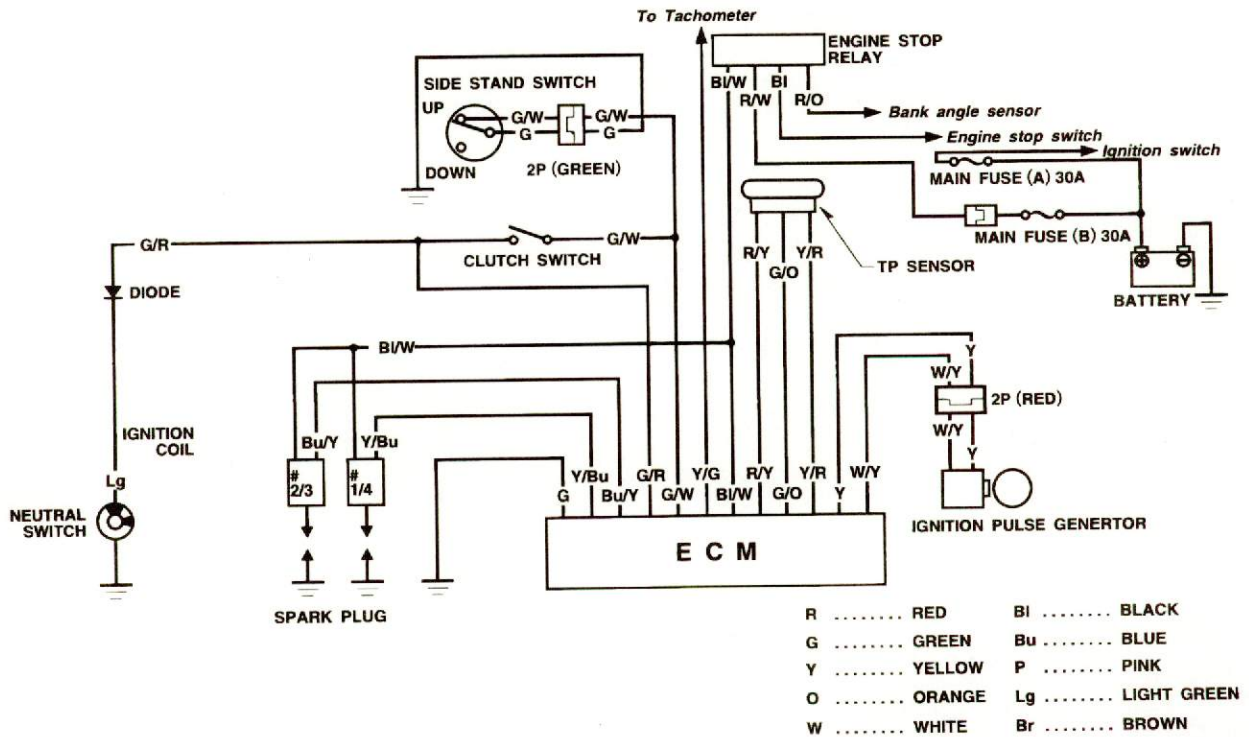 To Tachometer
ENGINE STOP
RELAY
Bl/W
Bl
R/W
R/O
Bank angle sensor
Engine stop switch
Ignition switch
SIDE STAND SWITCH
UP
G/W
G/W
G
G
DOWN
2P (GREEN)
MAIN FUSE (A) 30A
MAIN FUSE (B) 30A
G/R
G/W
CLUTCH SWITCH
R/Y
Y/R
G/O
TP SENSOR
DIODE
BATTERY
Bl/W
Y
W/Y
2P (RED)
W/Y
Y
IGNITION
COIL
Bu/Y
Y/Bu
#
2/3
#
1/4
Lg
NEUTRAL
SWITCH
G
Y/Bu
Bu/Y
G/R
G/W
Y/G
Bl/W
R/Y
G/O
Y/R
Y
W/Y
IGNITION PULSE GENERTOR
ECM
SPARK PLUG
R ........ RED
Bl ........ BLACK
G ........ GREEN
Bu ........ BLUE
Y ........ YELLOW
P ........ PINK
O ........ ORANGE
Lg ........ LIGHT GREEN
W ........ WHITE
Br ........ BROWN